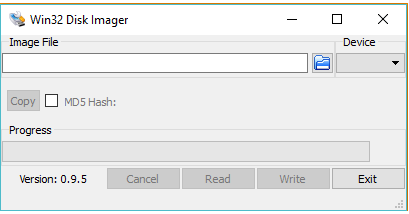 Win32 Disk Imager
Image File
Device
Copy
MD5 Hash:
Progress
Version: 0.9.5
Cancel
Read
Write
Exit